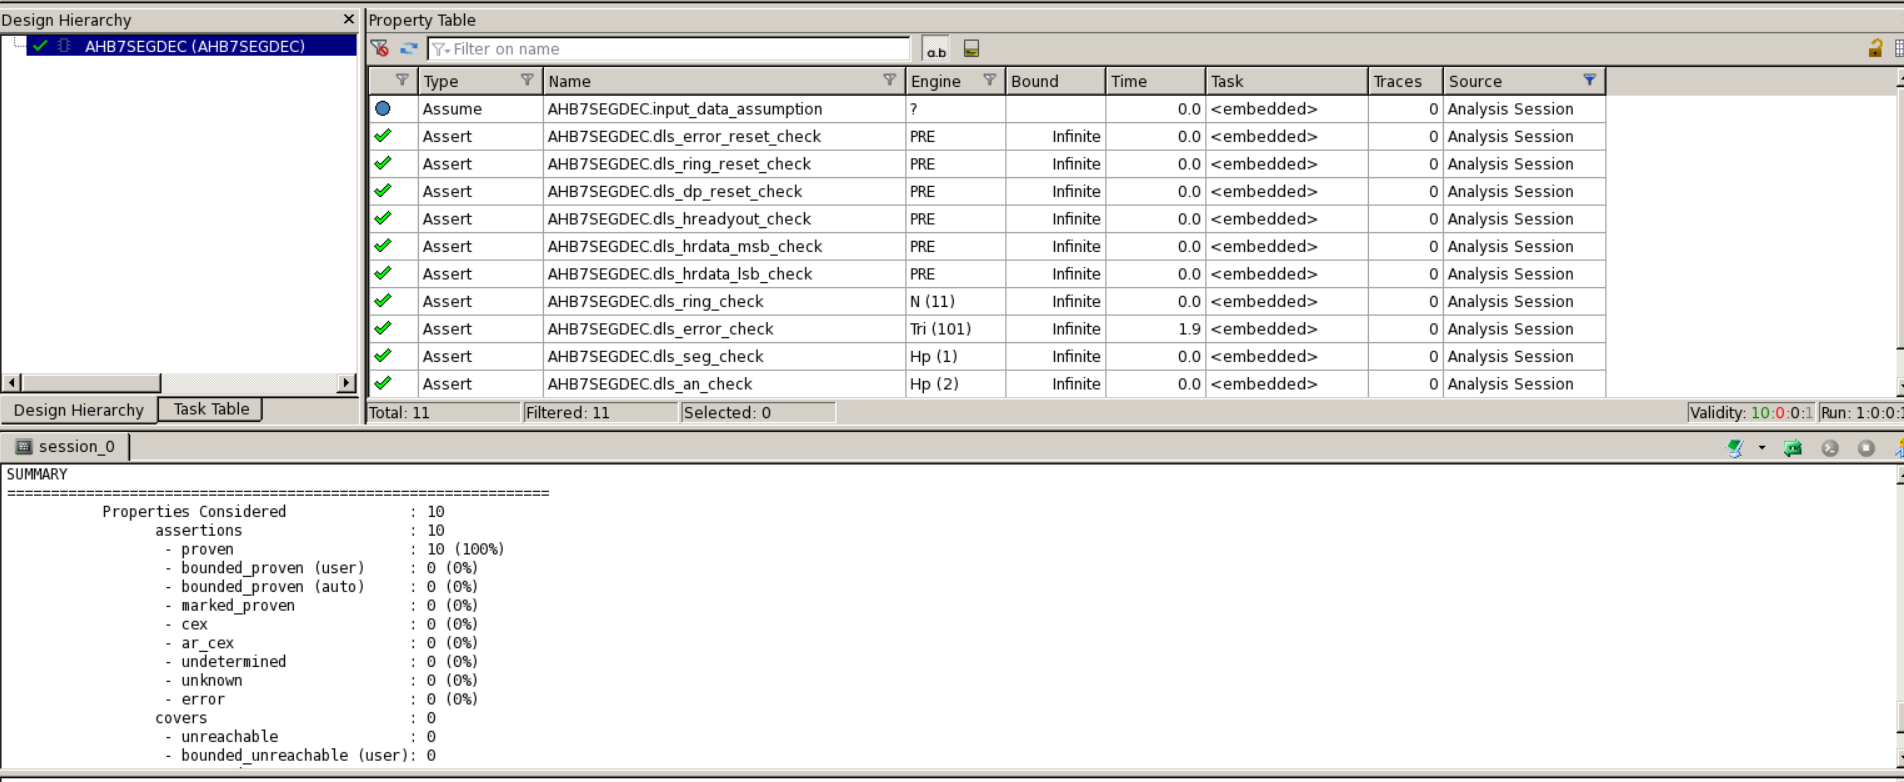 Design Hierarchy
AHB7SEGDEC (AHB7SEGDEC)
Design Hierarchy Task Table
Property Table
Filter on name a.b
Type Name Engine Bound Time Task Traces Source
Assume AHB7SEGDEC.input_data_assumption ? 0.0 <embedded> 0 Analysis Session
Assert AHB7SEGDEC.dls_error_reset_check PRE Infinite 0.0 <embedded> 0 Analysis Session
Assert AHB7SEGDEC.dls_ring_reset_check PRE Infinite 0.0 <embedded> 0 Analysis Session
Assert AHB7SEGDEC.dls_dp_reset_check PRE Infinite 0.0 <embedded> 0 Analysis Session
Assert AHB7SEGDEC.dls_hreadyout_check PRE Infinite 0.0 <embedded> 0 Analysis Session
Assert AHB7SEGDEC.dls_hrdata_msb_check PRE Infinite 0.0 <embedded> 0 Analysis Session
Assert AHB7SEGDEC.dls_hrdata_lsb_check PRE Infinite 0.0 <embedded> 0 Analysis Session
Assert AHB7SEGDEC.dls_ring_check N (11) Infinite 0.0 <embedded> 0 Analysis Session
Assert AHB7SEGDEC.dls_error_check Tri (101) Infinite 1.9 <embedded> 0 Analysis Session
Assert AHB7SEGDEC.dls_seg_check Hp (1) Infinite 0.0 <embedded> 0 Analysis Session
Assert AHB7SEGDEC.dls_an_check Hp (2) Infinite 0.0 <embedded> 0 Analysis Session
Total: 11 Filtered: 11 Selected: 0 Validity: 10:0:0:1 Run: 1:0:0:
session_0
SUMMARY
==============================================================
Properties Considered : 10
assertions : 10
- proven : 10 (100%)
- bounded_proven (user) : 0 (0%)
- bounded_proven (auto) : 0 (0%)
- marked_proven : 0 (0%)
- cex : 0 (0%)
- ar_cex : 0 (0%)
- undetermined : 0 (0%)
- unknown : 0 (0%)
- error : 0 (0%)
covers : 0
- unreachable : 0
- bounded_unreachable (user): 0